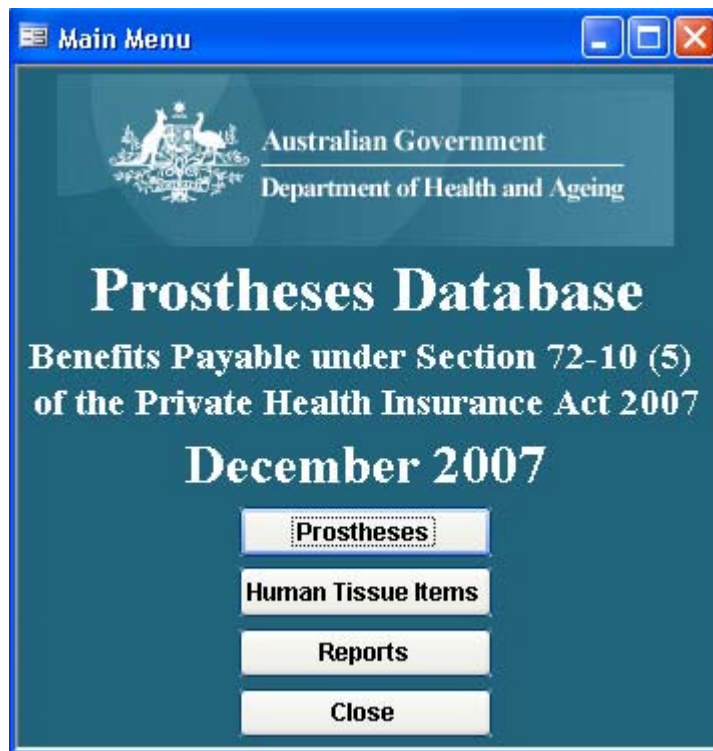 Main Menu
Australian Government
Department of Health and Ageing
Prostheses Database
Benefits Payable under Section 72-10 (5)
of the Private Health Insurance Act 2007
December 2007
Prostheses
Human Tissue Items
Reports
Close